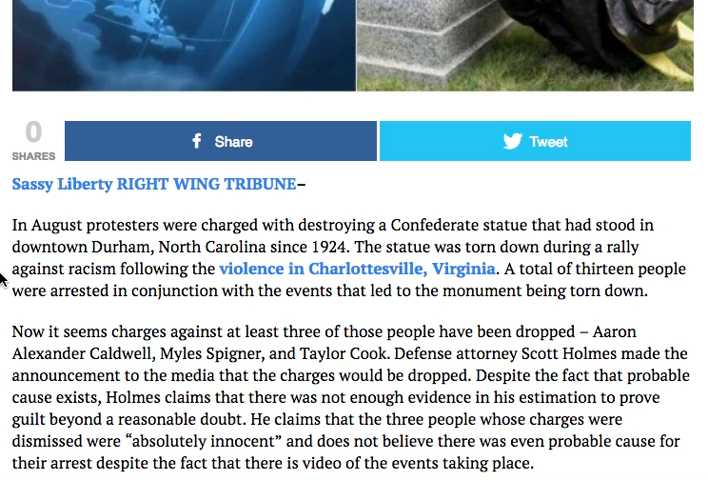 0
SHARES
Share
Tweet
Sassy Liberty RIGHT WING TRIBUNE–
In August protesters were charged with destroying a Confederate statue that had stood in
downtown Durham, North Carolina since 1924. The statue was torn down during a rally
against racism following the violence in Charlottesville, Virginia. A total of thirteen people
were arrested in conjunction with the events that led to the monument being torn down.
Now it seems charges against at least three of those people have been dropped – Aaron
Alexander Caldwell, Myles Spigner, and Taylor Cook. Defense attorney Scott Holmes made the
announcement to the media that the charges would be dropped. Despite the fact that probable
cause exists, Holmes claims that there was not enough evidence in his estimation to prove
guilt beyond a reasonable doubt. He claims that the three people whose charges were
dismissed were “absolutely innocent” and does not believe there was even probable cause for
their arrest despite the fact that there is video of the events taking place.